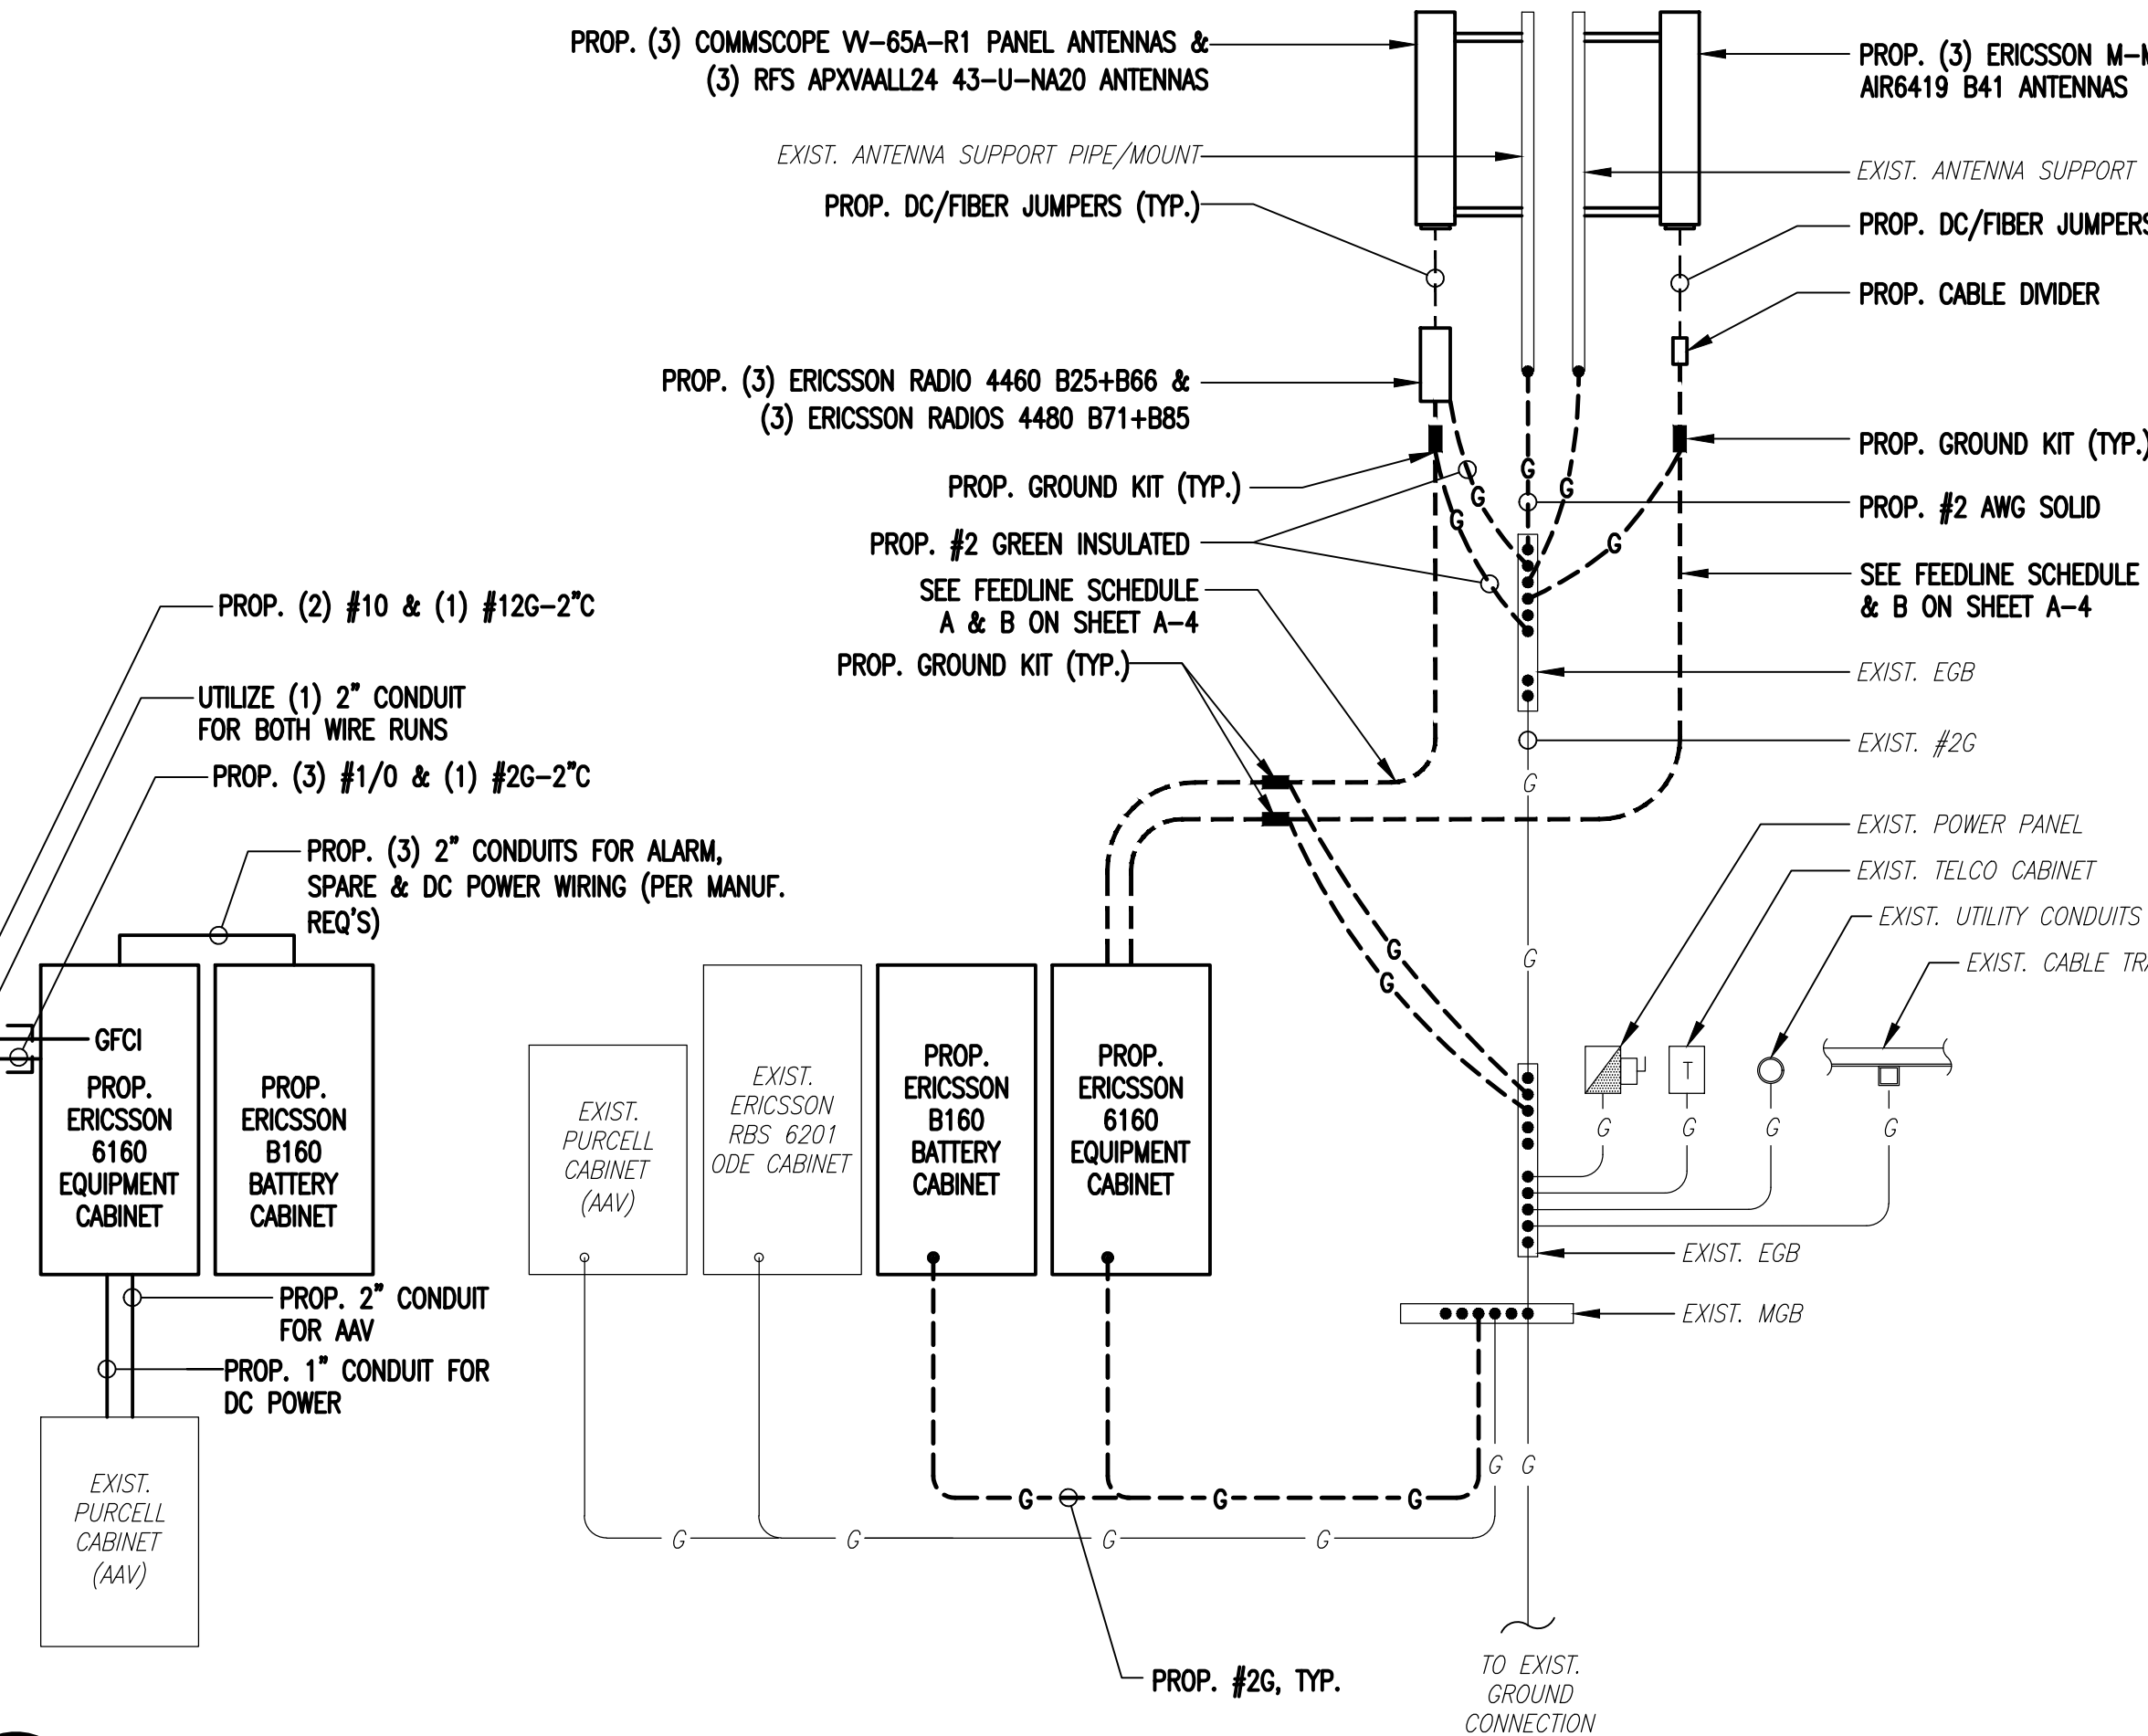 PROP. (3) COMMSCOPE VV-65A-R1 PANEL ANTENNAS &
(3) RFS APXVAALL24 43-U-NA20 ANTENNAS
EXIST. ANTENNA SUPPORT PIPE/MOUNT
PROP. DC/FIBER JUMPERS (TYP.)
PROP. (3) ERICSSON RADIO 4460 B25+B66 &
(3) ERICSSON RADIOS 4480 B71+B85
PROP. GROUND KIT (TYP.)
PROP. #2 GREEN INSULATED
SEE FEEDLINE SCHEDULE
A & B ON SHEET A-4
PROP. GROUND KIT (TYP.)
PROP. (3) ERICSSON
AIR6419 B41 ANTENNAS
EXIST. ANTENNA SUPPORT
PROP. DC/FIBER JUMPERS
PROP. CABLE DIVIDER
PROP. GROUND KIT (TYP.)
PROP. #2 AWG SOLID
SEE FEEDLINE SCHEDULE
& B ON SHEET A-4
EXIST. EGB
EXIST. #2G
EXIST. POWER PANEL
EXIST. TELCO CABINET
EXIST. UTILITY CONDUITS
EXIST. CABLE
G
G
G
G
G
G
G
G
G
T
G
G
G
G
EXIST. EGB
EXIST. MGB
PROP. (2) #10 & (1) #12G-2"C
UTILIZE (1) 2" CONDUIT
FOR BOTH WIRE RUNS
PROP. (3) #1/0 & (1) #2G-2"C
PROP. (3) 2" CONDUITS FOR ALARM,
SPARE & DC POWER WIRING (PER MANUF.
REQ'S)
GFCI
PROP.
ERICSSON
6160
EQUIPMENT
CABINET
PROP.
ERICSSON
B160
BATTERY
CABINET
PROP. 2" CONDUIT
FOR AAV
PROP. 1" CONDUIT FOR
DC POWER
EXIST.
PURCELL
CABINET
(AAV)
EXIST.
PURCELL
CABINET
(AAV)
EXIST.
ERICSSON
RBS 6201
ODE CABINET
PROP.
ERICSSON
B160
BATTERY
CABINET
PROP.
ERICSSON
6160
EQUIPMENT
CABINET
G G
G G G
G G G G
PROP. #2G, TYP.
TO EXIST.
GROUND
CONNECTION